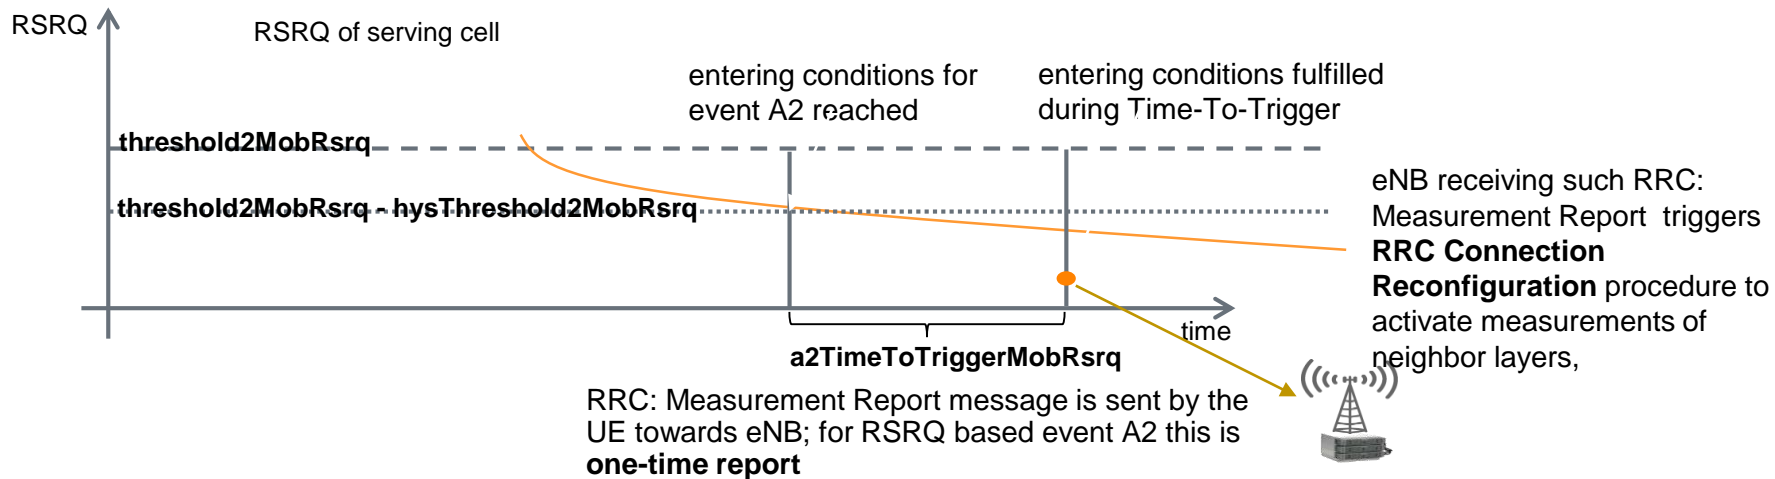 RSRQ
RSRQ of serving cell
entering conditions for
event A2 reached
entering conditions fulfilled
during Time-To-Trigger
threshold2MobRsrq
threshold2MobRsrq - hysThreshold2MobRsrq
eNB receiving such RRC:
Measurement Report triggers
RRC Connection
Reconfiguration procedure to
activate measurements of
neighbor layers,
time
a2TimeToTriggerMobRsrq
RRC: Measurement Report message is sent by the
UE towards eNB; for RSRQ based event A2 this is
one-time report